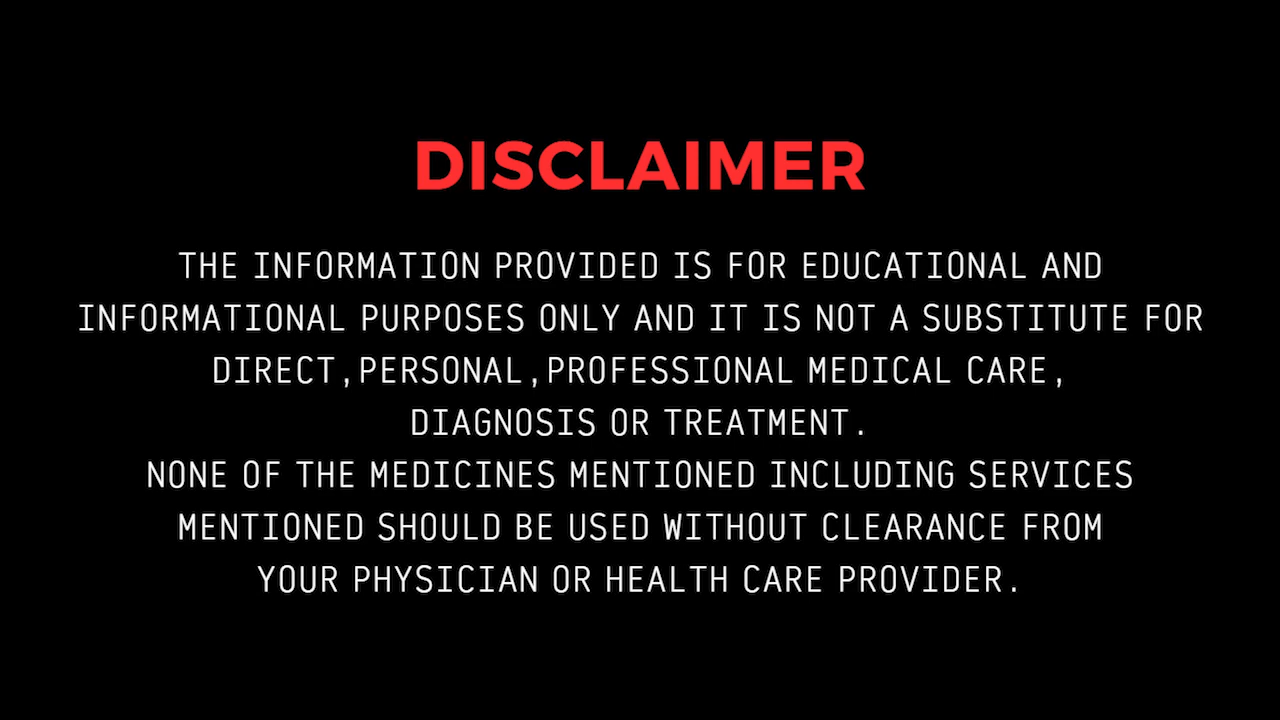 DISCLAIMER
THE INFORMATION PROVIDED IS FOR EDUCATIONAL AND
INFORMATIONAL PURPOSES ONLY AND IT IS NOT A SUBSTITUTE FOR
DIRECT,PERSONAL,PROFESSIONAL MEDICAL CARE,
DIAGNOSIS OR TREATMENT.
NONE OF THE MEDICINES MENTIONED INCLUDING SERVICES
MENTIONED SHOULD BE USED WITHOUT CLEARANCE FROM
YOUR PHYSICIAN OR HEALTH CARE PROVIDER.